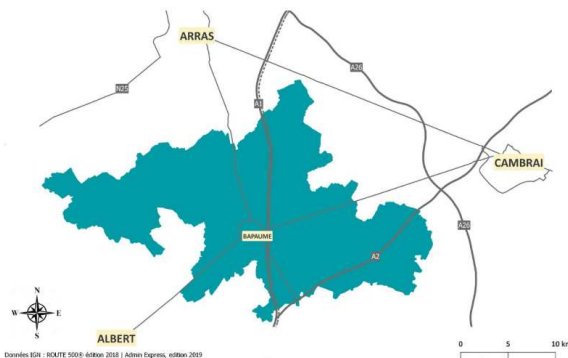 ARRAS
A26
N25
A1
CAMBRAI
A26
BAPAUME
A2
N
W E
S
ALBERT
0 5 10 km
Données IGN : ROUTE 500® édition 2018 | Admin Express, edition 2019